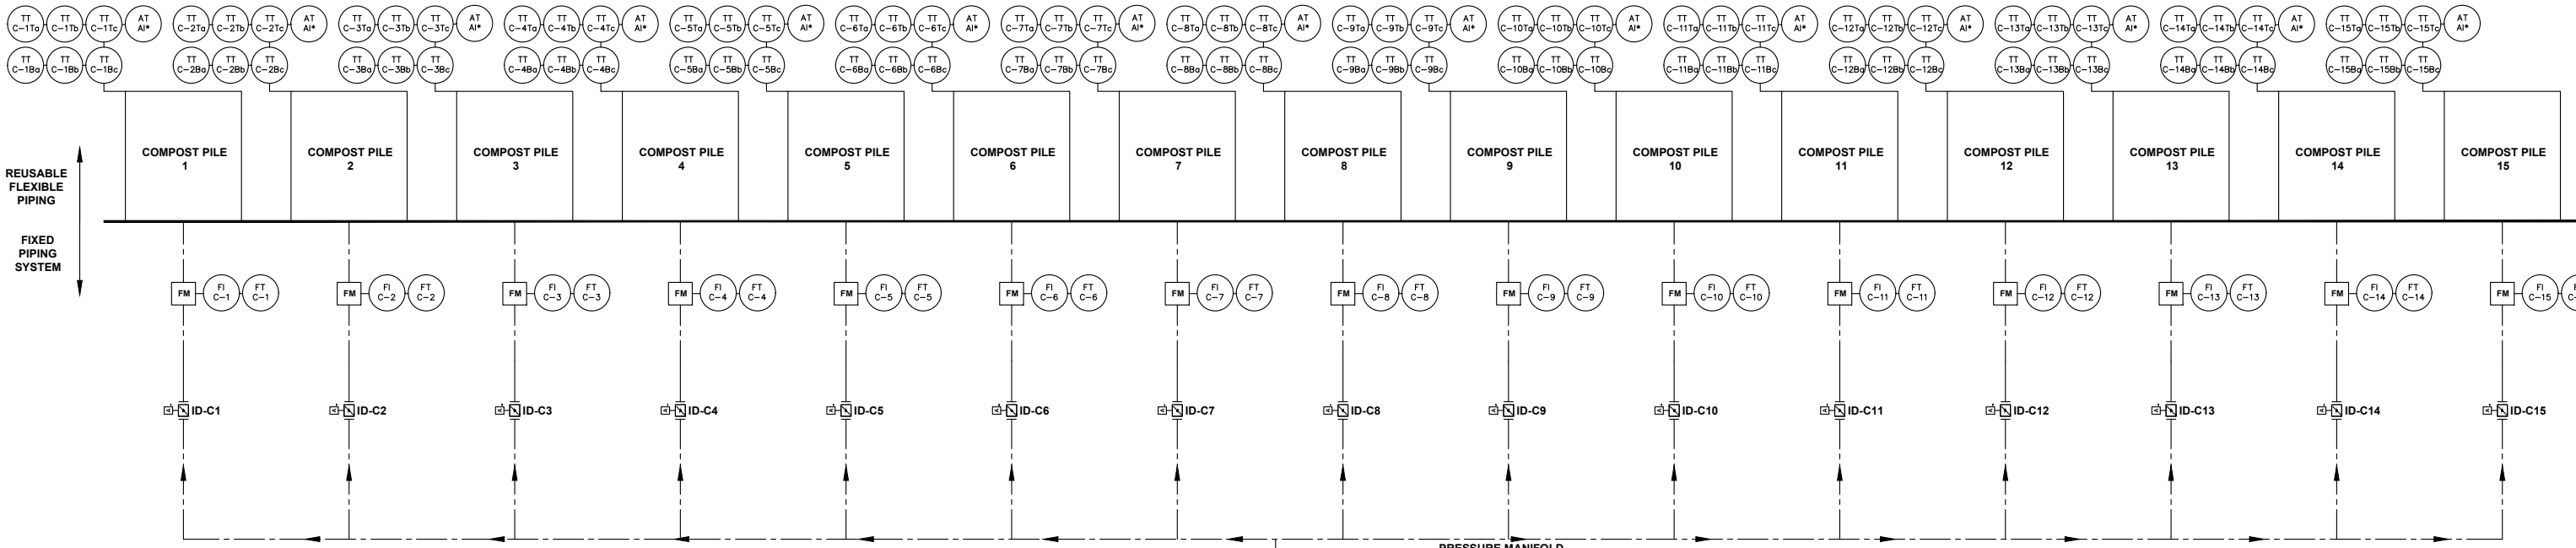 TT TT TT AT TT TT TT AT TT TT TT AT TT TT TT AT TT TT TT AT TT TT TT AT TT TT TT AT TT TT TT AT TT TT TT AT TT TT TT AT TT TT TT AT TT TT TT AT TT TT TT AT TT TT TT AT TT TT TT AT
C-1Ta C-1Tb C-1Tc AI* C-2Ta C-2Tb C-2Tc AI* C-3Ta C-3Tb C-3Tc AI* C-4Ta C-4Tb C-4Tc AI* C-5Ta C-5Tb C-5Tc AI* C-6Ta C-6Tb C-6Tc AI* C-7Ta C-7Tb C-7Tc AI* C-8Ta C-8Tb C-8Tc AI* C-9Ta C-9Tb C-9Tc AI* C-10Ta C-10Tb C-10Tc AI* C-11Ta C-11Tb C-11Tc AI* C-12Ta C-12Tb C-12Tc AI* C-13Ta C-13Tb C-13Tc AI* C-14Ta C-14Tb C-14Tc AI* C-15Ta C-15Tb C-15Tc AI*
TT TT TT TT TT TT TT TT TT TT TT TT TT TT TT TT TT TT TT TT TT TT TT TT TT TT TT TT TT TT TT TT TT TT TT TT TT TT TT TT TT TT TT TT TT
C-1Ba C-1Bb C-1Bc C-2Ba C-2Bb C-2Bc C-3Ba C-3Bb C-3Bc C-4Ba C-4Bb C-4Bc C-5Ba C-5Bb C-5Bc C-6Ba C-6Bb C-6Bc C-7Ba C-7Bb C-7Bc C-8Ba C-8Bb C-8Bc C-9Ba C-9Bb C-9Bc C-10Ba C-10Bb C-10Bc C-11Ba C-11Bb C-11Bc C-12Ba C-12Bb C-12Bc C-13Ba C-13Bb C-13Bc C-14Ba C-14Bb C-14Bc C-15Ba C-15Bb C-15Bc
COMPOST PILE
1
COMPOST PILE
2
COMPOST PILE
3
COMPOST PILE
4
COMPOST PILE
5
COMPOST PILE
6
COMPOST PILE
7
COMPOST PILE
8
COMPOST PILE
9
COMPOST PILE
10
COMPOST PILE
11
COMPOST PILE
12
COMPOST PILE
13
COMPOST PILE
14
COMPOST PILE
15
REUSABLE
FLEXIBLE
PIPING
FIXED
PIPING
SYSTEM
FM FI FT FM FI FT FM FI FT FM FI FT FM FI FT FM FI FT FM FI FT FM FI FT FM FI FT FM FI FT FM FI FT FM FI FT FM FI FT FM FI FT FM FI
C-1 C-1 C-2 C-2 C-3 C-3 C-4 C-4 C-5 C-5 C-6 C-6 C-7 C-7 C-8 C-8 C-9 C-9 C-10 C-10 C-11 C-11 C-12 C-12 C-13 C-13 C-14 C-14 C-15
ID-C1 ID-C2 ID-C3 ID-C4 ID-C5 ID-C6 ID-C7 ID-C8 ID-C9 ID-C10 ID-C11 ID-C12 ID-C13 ID-C14 ID-C15
PRESSURE MANIFOLD